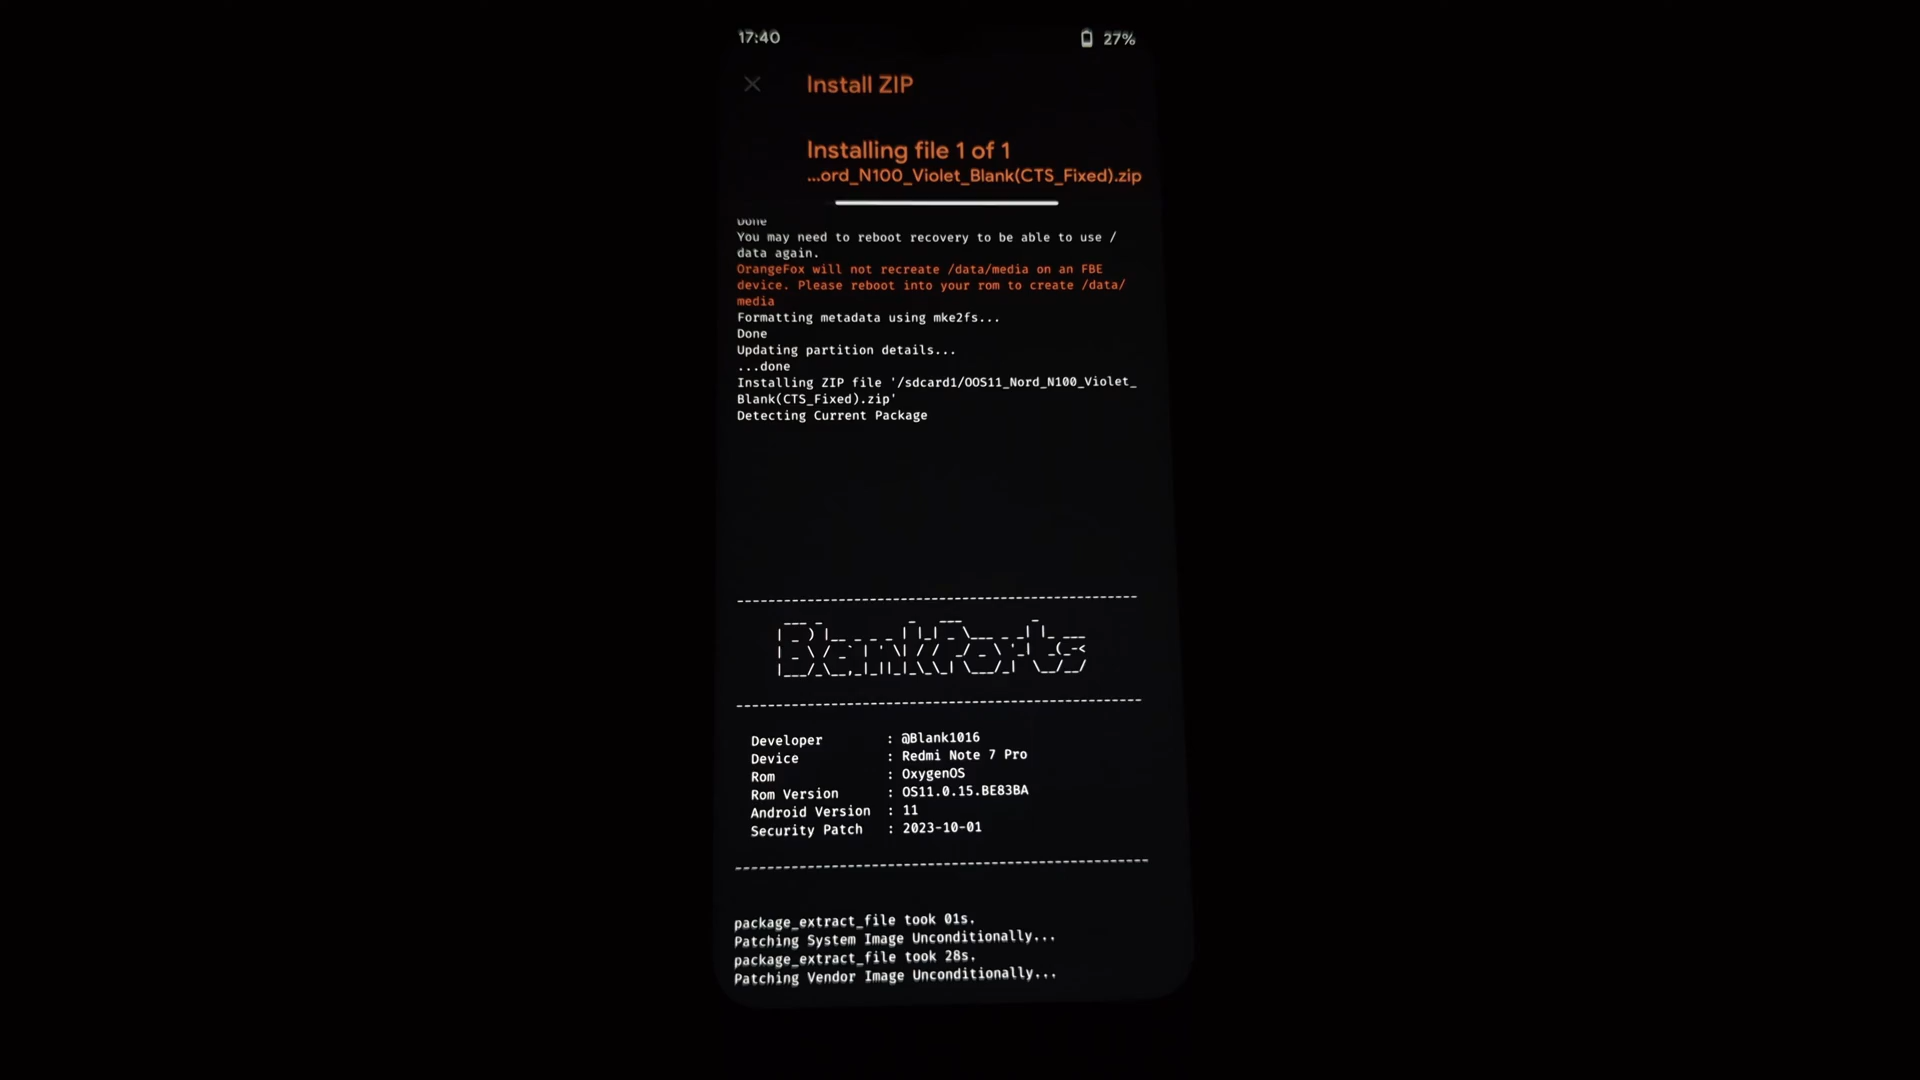 17:40
27%
Install ZIP
Installing file 1 of 1
...ord_N100_Violet_Blank(CTS_Fixed).zip
Done
You may need to reboot recovery to be able to use /
data again.
OrangeFox will not recreate /data/media on an FBE
device. Please reboot into your rom to create /data/
media
Formatting metadata using mke2fs...
Done
Updating partition details...
...done
Installing ZIP file '/sdcard1/OOS11_Nord_N100_Violet_
Blank(CTS_Fixed).zip'
Detecting Current Package
BlankPorts
Developer : @Blank1016
Device : Redmi Note 7 Pro
Rom : OxygenOS
Rom Version : OS11.0.15.BE83BA
Android Version : 11
Security Patch : 2023-10-01
package_extract_file took 01s.
Patching System Image Unconditionally...
package_extract_file took 28s.
Patching Vendor Image Unconditionally...